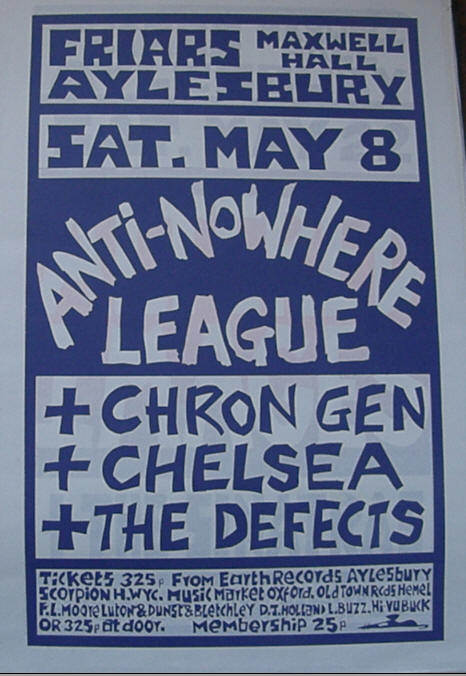 FRIARS MAXWELL HALL
AYLESBURY
SAT. MAY 8
ANTI-NOWHERE
LEAGUE
+ CHRON GEN
+ CHELSEA
+ THE DEFECTS
TICKETS 325p FROM EARTH RECORDS AYLESBURY
SCORPION H.WYC. MUSIC MARKET OXFORD. OLD TOWN RCDS HEMEL
F.L. MOORE LUTON & DUNST & BLETCHLEY D.J. HOLLAND L.BUZZ. HI VU BUCK
OR 325p AT DOOR. MEMBERSHIP 25p